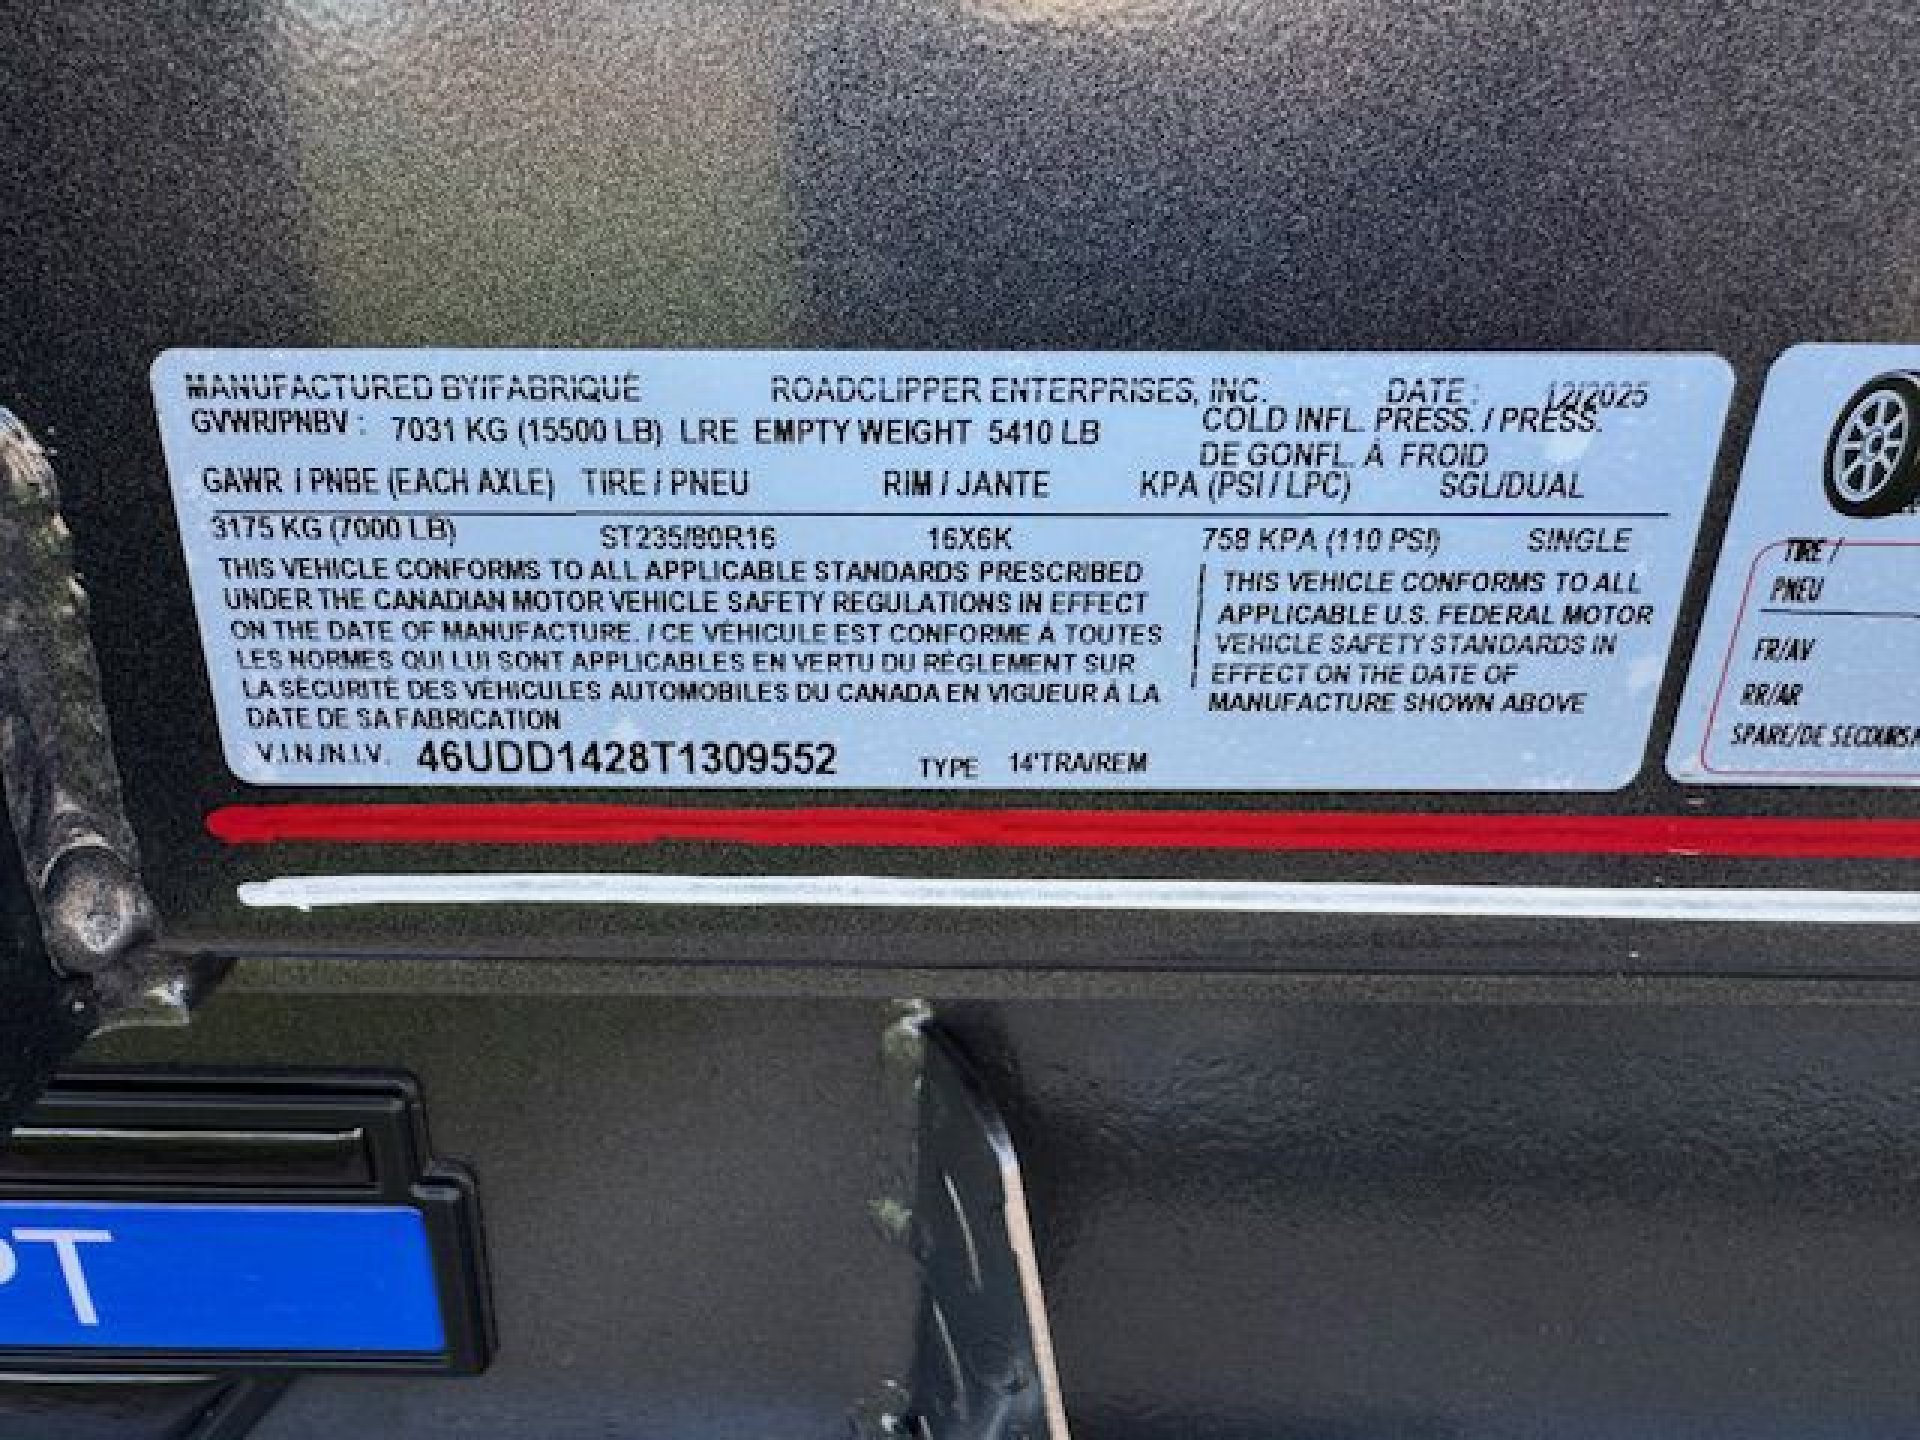 MANUFACTURED BY/FABRIQUÉ ROADCLIPPER ENTERPRISES, INC. DATE: 12/2025
GVWR/PNBV: 7031 KG (15500 LB) LRE EMPTY WEIGHT 5410 LB COLD INFL. PRESS. / PRESS.
DE GONFL. À FROID
GAWR / PNBE (EACH AXLE) TIRE / PNEU RIM / JANTE KPA (PSI / LPC) SGL/DUAL
3175 KG (7000 LB) ST235/80R16 16X6K 758 KPA (110 PSI) SINGLE
THIS VEHICLE CONFORMS TO ALL APPLICABLE STANDARDS PRESCRIBED
UNDER THE CANADIAN MOTOR VEHICLE SAFETY REGULATIONS IN EFFECT
ON THE DATE OF MANUFACTURE. / CE VÉHICULE EST CONFORME À TOUTES
LES NORMES QUI LUI SONT APPLICABLES EN VERTU DU RÈGLEMENT SUR
LA SÉCURITÉ DES VÉHICULES AUTOMOBILES DU CANADA EN VIGUEUR À LA
DATE DE SA FABRICATION
THIS VEHICLE CONFORMS TO ALL
APPLICABLE U.S. FEDERAL MOTOR
VEHICLE SAFETY STANDARDS IN
EFFECT ON THE DATE OF
MANUFACTURE SHOWN ABOVE
V.I.N./N.I.V. 46UDD1428T1309552 TYPE 14'TRA/REM
TIRE /
PNEU
FR/AV
RR/AR
SPARE/DE SECOURS
PT